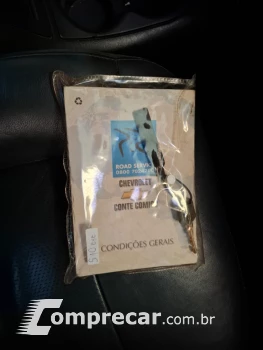 ROAD SERVICE
CHEVROLET
CONTE COMIGO
CONDIÇÕES GERAIS
Comprecar.com.br